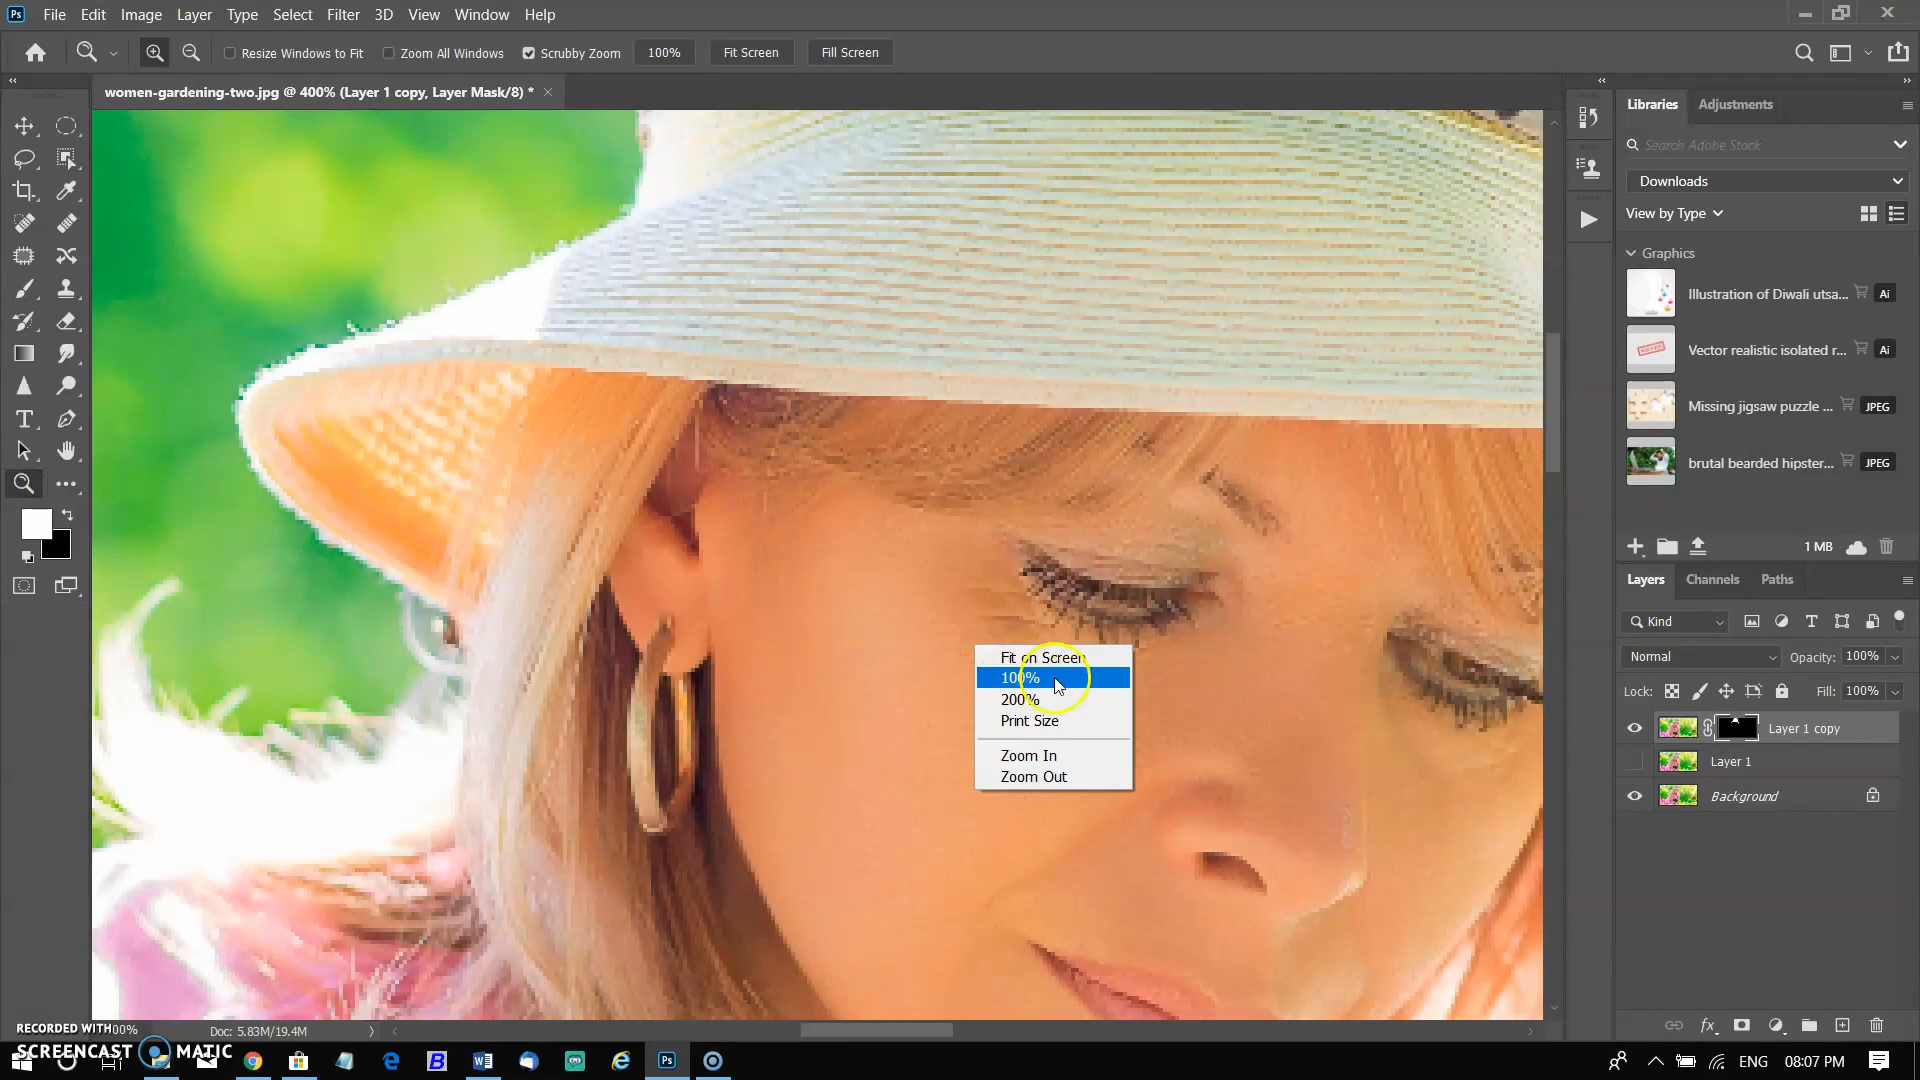 Ps File Edit Image Layer Type Select Filter 3D View Window Help
Resize Windows to Fit Zoom All Windows Scrubby Zoom 100% Fit Screen Fill Screen
women-gardening-two.jpg @ 400% (Layer 1 copy, Layer Mask/8) *
Libraries Adjustments
Search Adobe Stock
Downloads
View by Type
Graphics
Illustration of Diwali utsa... Ai
Vector realistic isolated r... Ai
Missing jigsaw puzzle ... JPEG
brutal bearded hipster... JPEG
1 MB
Layers Channels Paths
Kind
Normal Opacity: 100%
Lock: Fill: 100%
Layer 1 copy
Layer 1
Background
Fit on Screen
100%
200%
Print Size
Zoom In
Zoom Out
Doc: 5.83M/19.4M
RECORDED WITH
SCREENCAST MATIC
Ps
ENG 08:07 PM